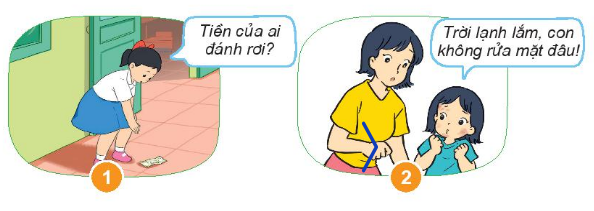 Tiền của ai
đánh rơi?
Trời lạnh lắm, con
không rửa mặt đâu!
1
2